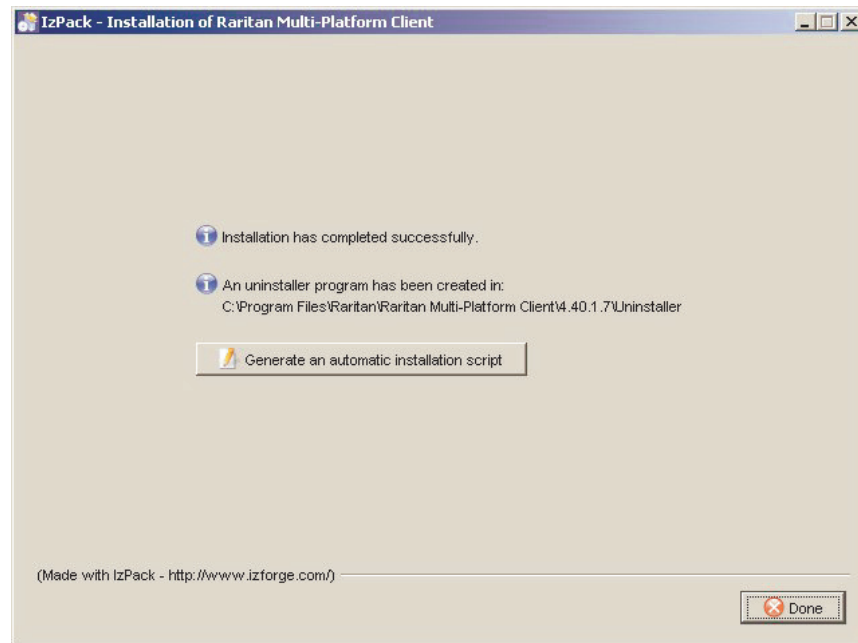 IzPack - Installation of Raritan Multi-Platform Client
Installation has completed successfully.
An uninstaller program has been created in:
C:\Program Files\Raritan\Raritan Multi-Platform Client\4.40.1.7\Uninstaller
Generate an automatic installation script
(Made with IzPack - http://www.izforge.com/)
Done